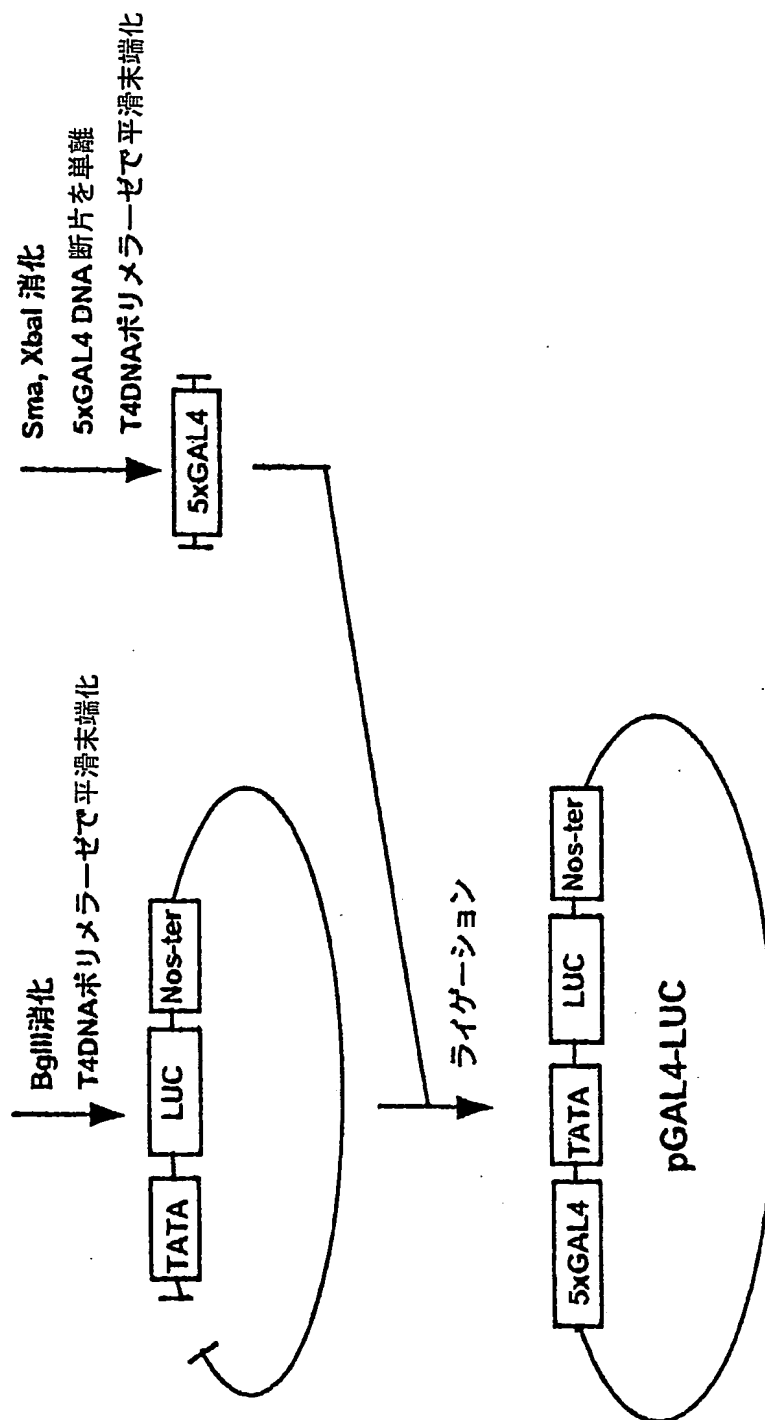 BglII消化
T4DNAポリメラーゼで平滑末端化
Sma, XbaI 消化
5xGAL4 DNA 断片を単離
T4DNAポリメラーゼで平滑末端化
TATA
LUC
Nos-ter
5xGAL4
ライゲーション
5xGAL4
TATA
LUC
Nos-ter
pGAL4-LUC